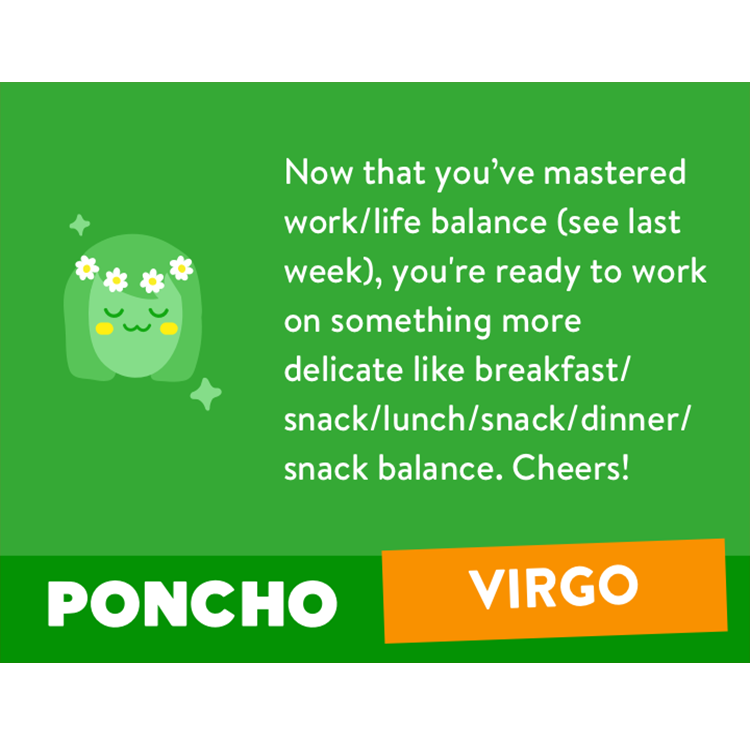 Now that you’ve mastered
work/life balance (see last
week), you're ready to work
on something more
delicate like breakfast/
snack/lunch/snack/dinner/
snack balance. Cheers!
PONCHO
VIRGO